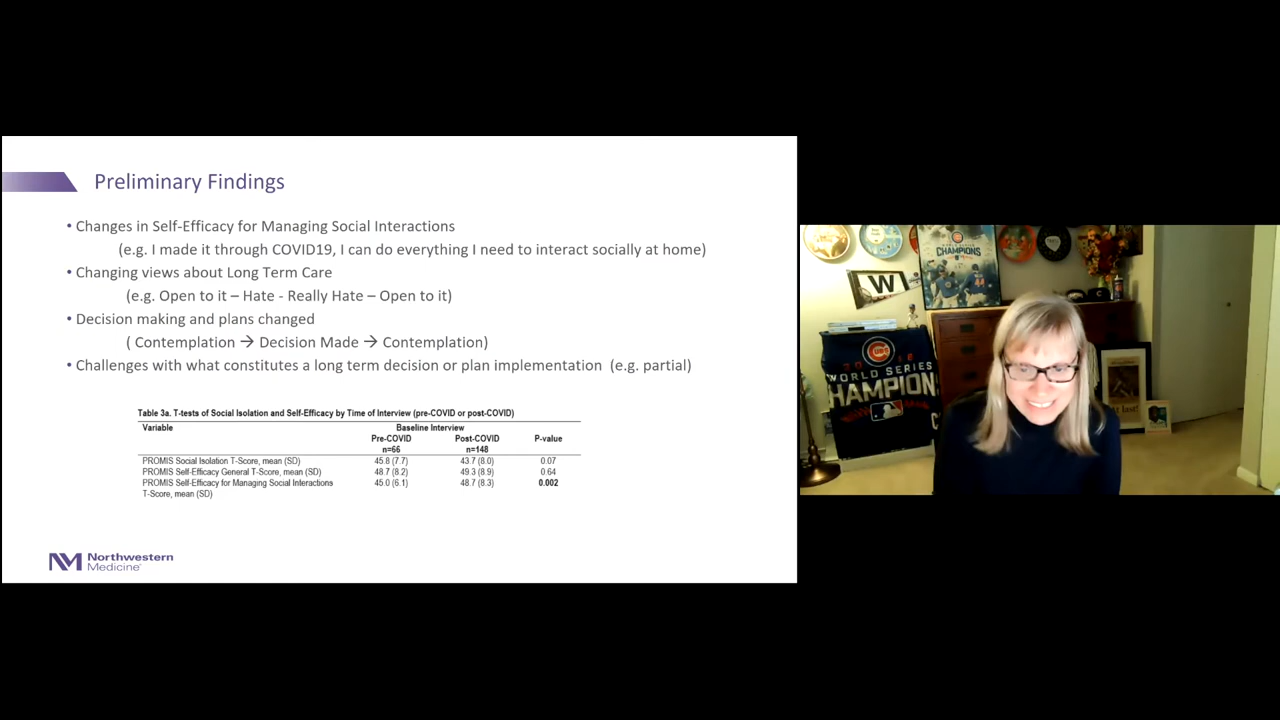 Preliminary Findings
• Changes in Self-Efficacy for Managing Social Interactions
(e.g. I made it through COVID19, I can do everything I need to interact socially at home)
• Changing views about Long Term Care
(e.g. Open to it – Hate - Really Hate – Open to it)
• Decision making and plans changed
( Contemplation → Decision Made → Contemplation)
• Challenges with what constitutes a long term decision or plan implementation (e.g. partial)
Table 3a. T-tests of Social Isolation and Self-Efficacy by Time of Interview (pre-COVID or post-COVID)
Variable Baseline Interview
Pre-COVID Post-COVID P-value
n=66 n=148
PROMIS Social Isolation T-Score, mean (SD) 45.8 (7.7) 43.7 (8.0) 0.07
PROMIS Self-Efficacy General T-Score, mean (SD) 48.7 (8.2) 49.3 (8.9) 0.64
PROMIS Self-Efficacy for Managing Social Interactions 45.0 (6.1) 48.7 (8.3) 0.002
T-Score, mean (SD)
Northwestern
Medicine
CHAMPIONS
W
CUBS
2016
WORLD SERIES
CHAMPION
At last!